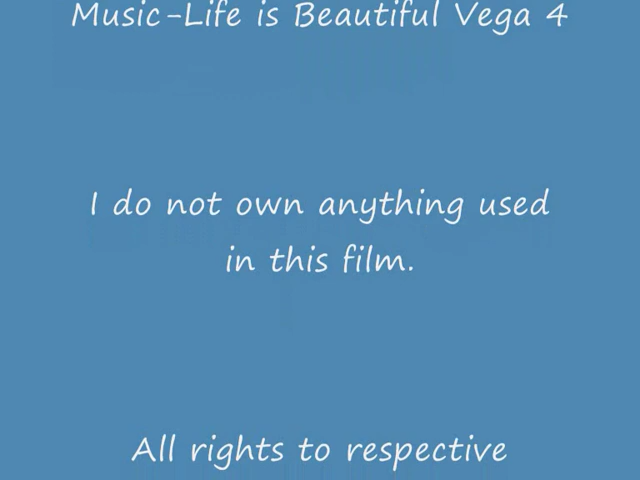 Music-Life is Beautiful Vega 4
I do not own anything used
in this film.
All rights to respective